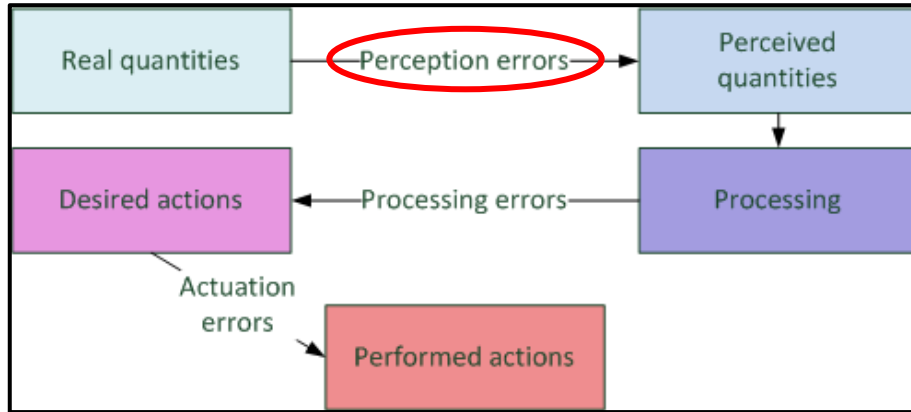 Real quantities
Perception errors
Perceived
quantities
Desired actions
Processing errors
Processing
Actuation
errors
Performed actions